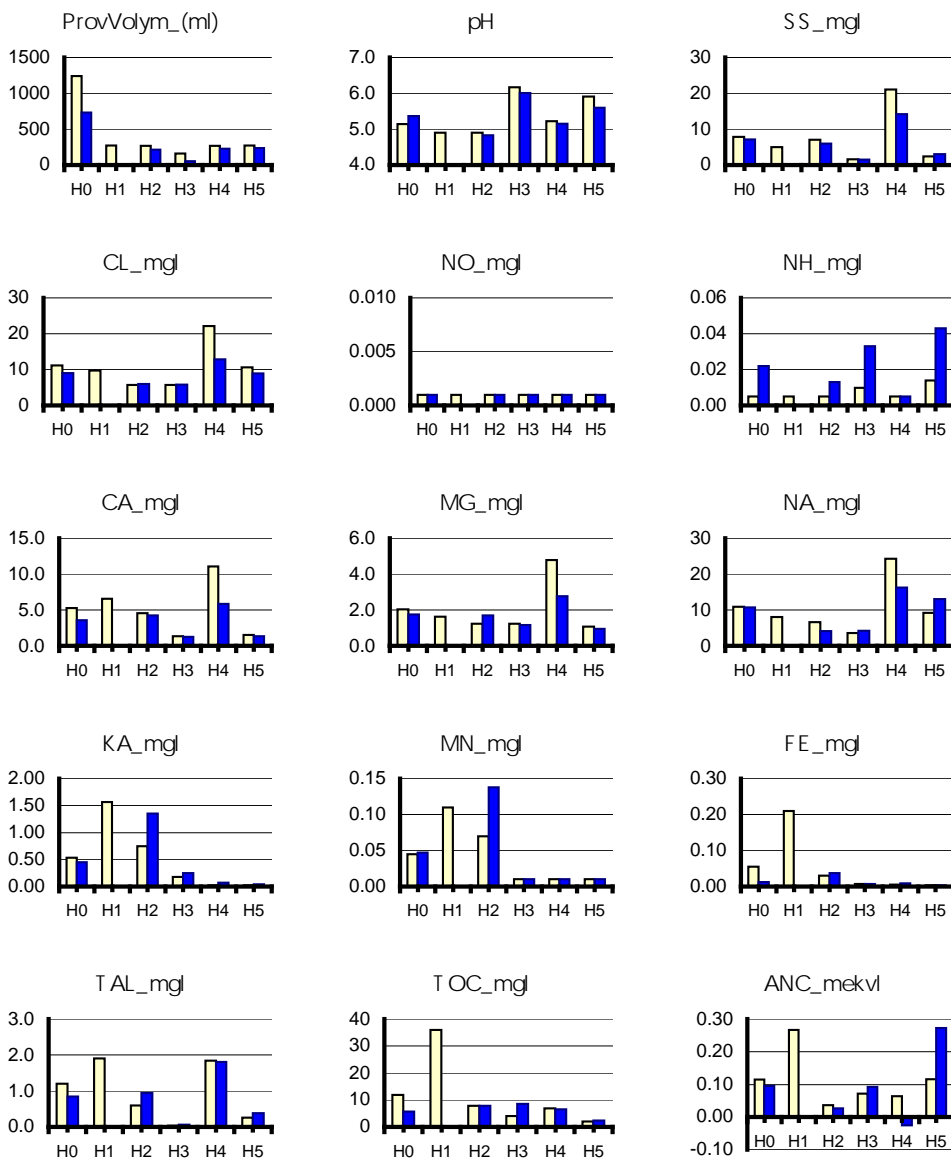 ProvVolym_(ml)
1500
1000
500
0
H0 H1 H2 H3 H4 H5
pH
7.0
6.0
5.0
4.0
H0 H1 H2 H3 H4 H5
SS_mgl
30
20
10
0
H0 H1 H2 H3 H4 H5
CL_mgl
30
20
10
0
H0 H1 H2 H3 H4 H5
NO_mgl
0.010
0.005
0.000
H0 H1 H2 H3 H4 H5
NH_mgl
0.06
0.04
0.02
0.00
H0 H1 H2 H3 H4 H5
CA_mgl
15.0
10.0
5.0
0.0
H0 H1 H2 H3 H4 H5
MG_mgl
6.0
4.0
2.0
0.0
H0 H1 H2 H3 H4 H5
NA_mgl
30
20
10
0
H0 H1 H2 H3 H4 H5
KA_mgl
2.00
1.50
1.00
0.50
0.00
H0 H1 H2 H3 H4 H5
MN_mgl
0.15
0.10
0.05
0.00
H0 H1 H2 H3 H4 H5
FE_mgl
0.30
0.20
0.10
0.00
H0 H1 H2 H3 H4 H5
TAL_mgl
3.0
2.0
1.0
0.0
H0 H1 H2 H3 H4 H5
TOC_mgl
40
30
20
10
0
H0 H1 H2 H3 H4 H5
ANC_mekvl
0.30
0.20
0.10
0.00
-0.10
H0 H1 H2 H3 H4 H5